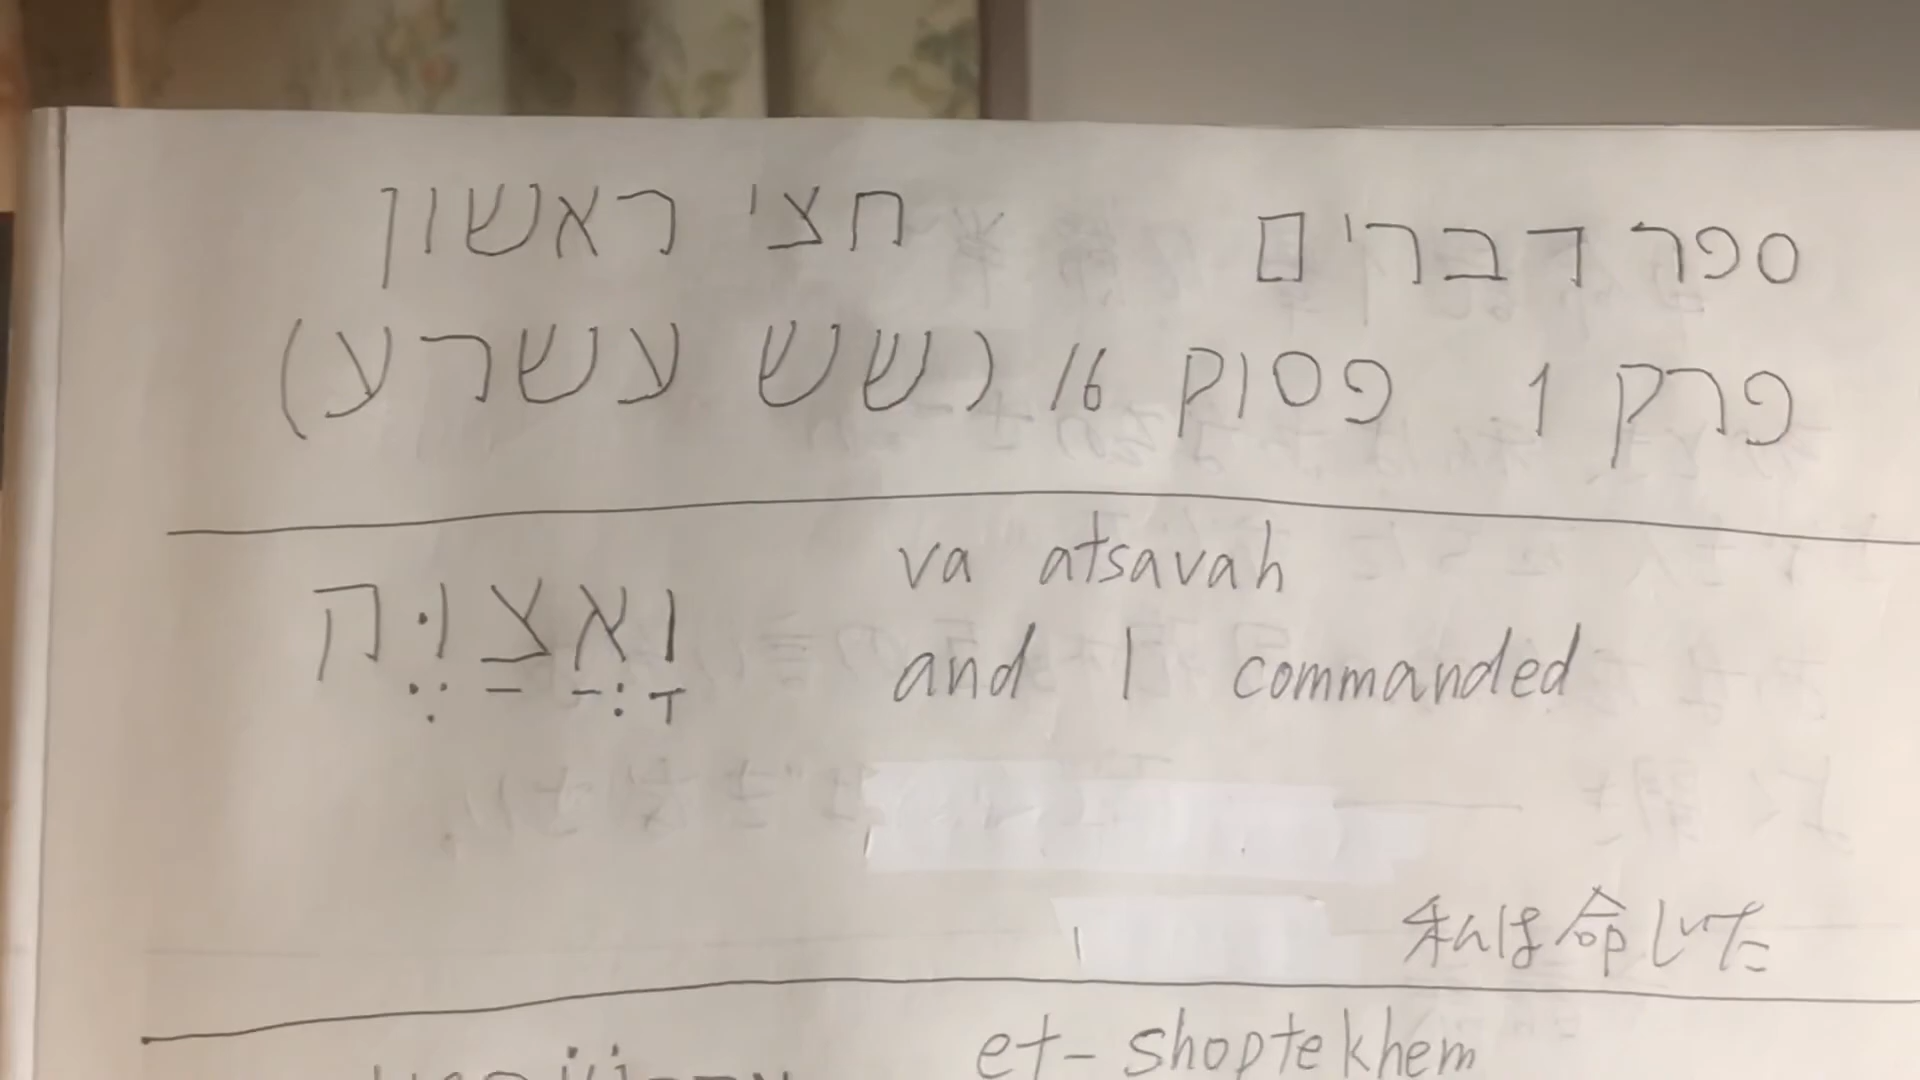 ספר דברים חצי ראשון
פרק 1 פסוק 16 (שש עשרע)
va atsavah
וָאֲצַוֶּה and I commanded
私は命じた
et-shoptekhem